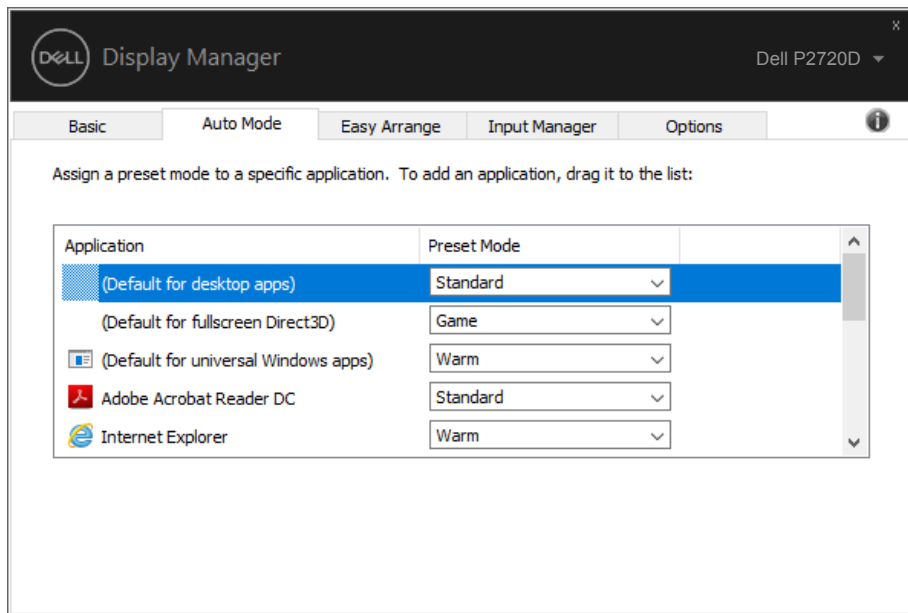 x
DELL Display Manager Dell P2720D
Basic Auto Mode Easy Arrange Input Manager Options
Assign a preset mode to a specific application. To add an application, drag it to the list:
Application Preset Mode
(Default for desktop apps) Standard
(Default for fullscreen Direct3D) Game
(Default for universal Windows apps) Warm
Adobe Acrobat Reader DC Standard
Internet Explorer Warm